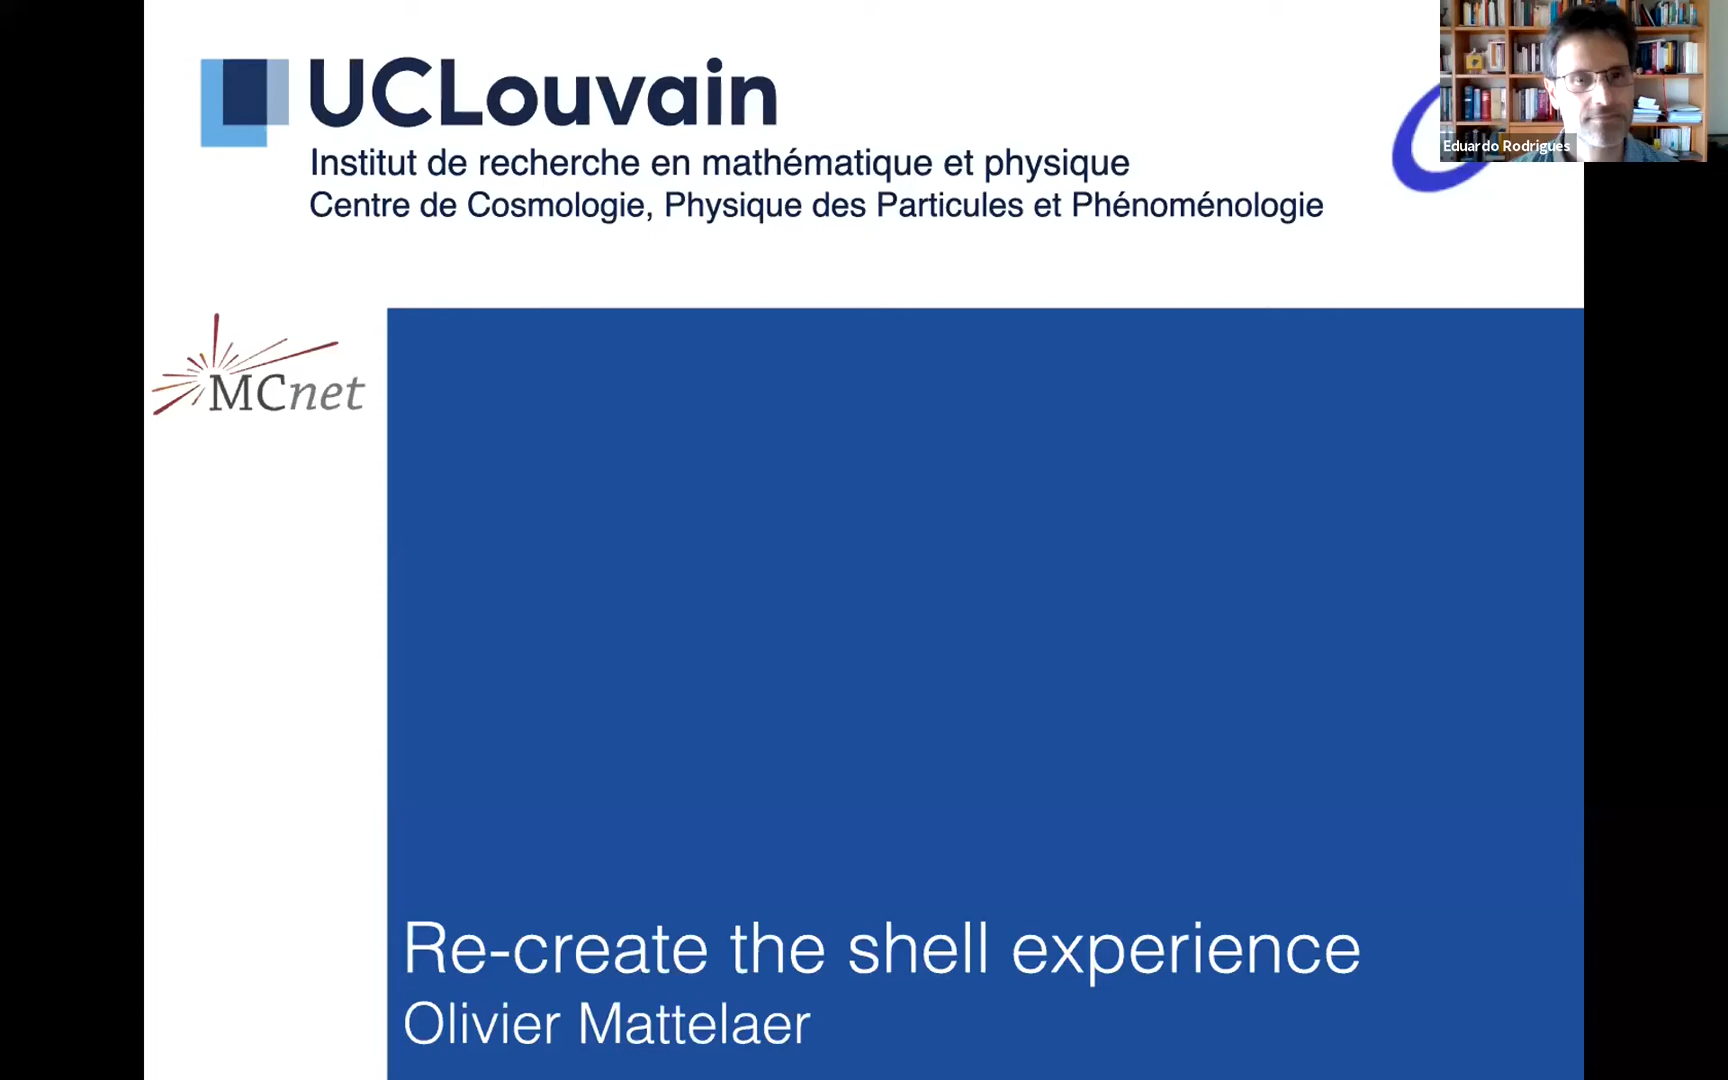 UCLouvain
Institut de recherche en mathématique et physique
Centre de Cosmologie, Physique des Particules et Phénoménologie
Eduardo Rodrigues
MCnet
Re-create the shell experience
Olivier Mattelaer